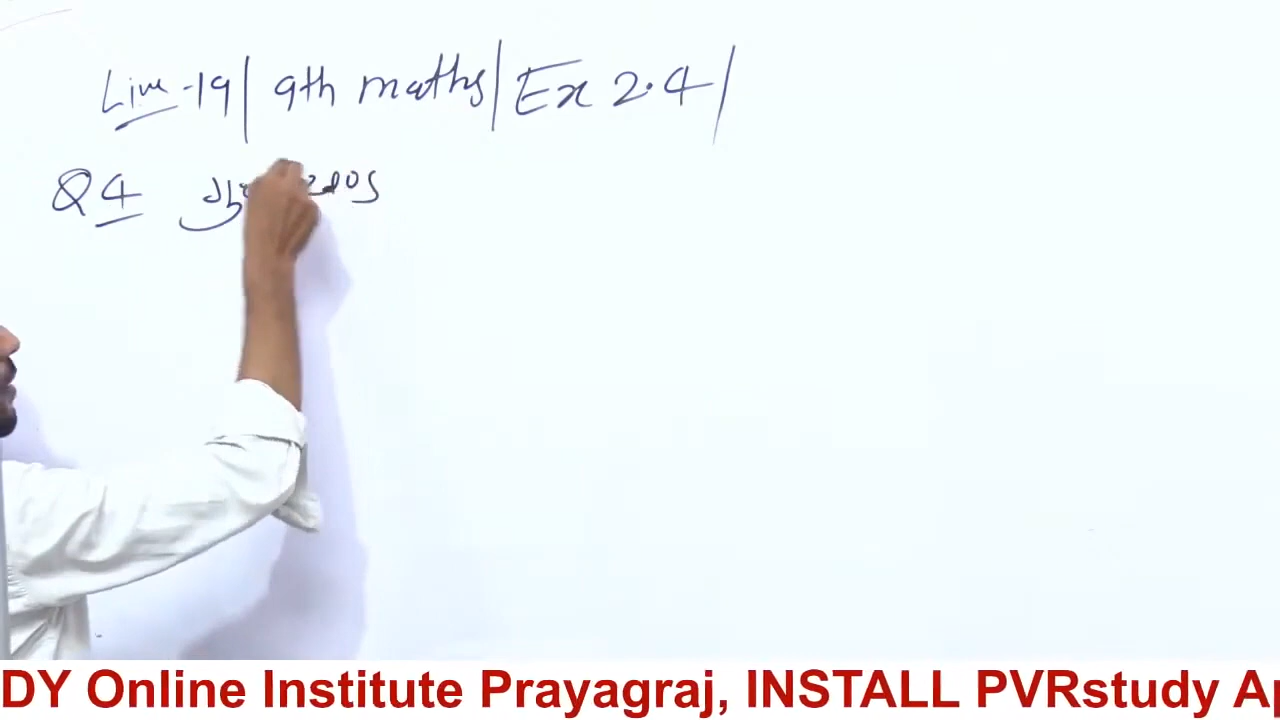 Live-19| 9th maths| Ex 2.4|
Q4
DY Online Institute Prayagraj, INSTALL PVRstudy Ap